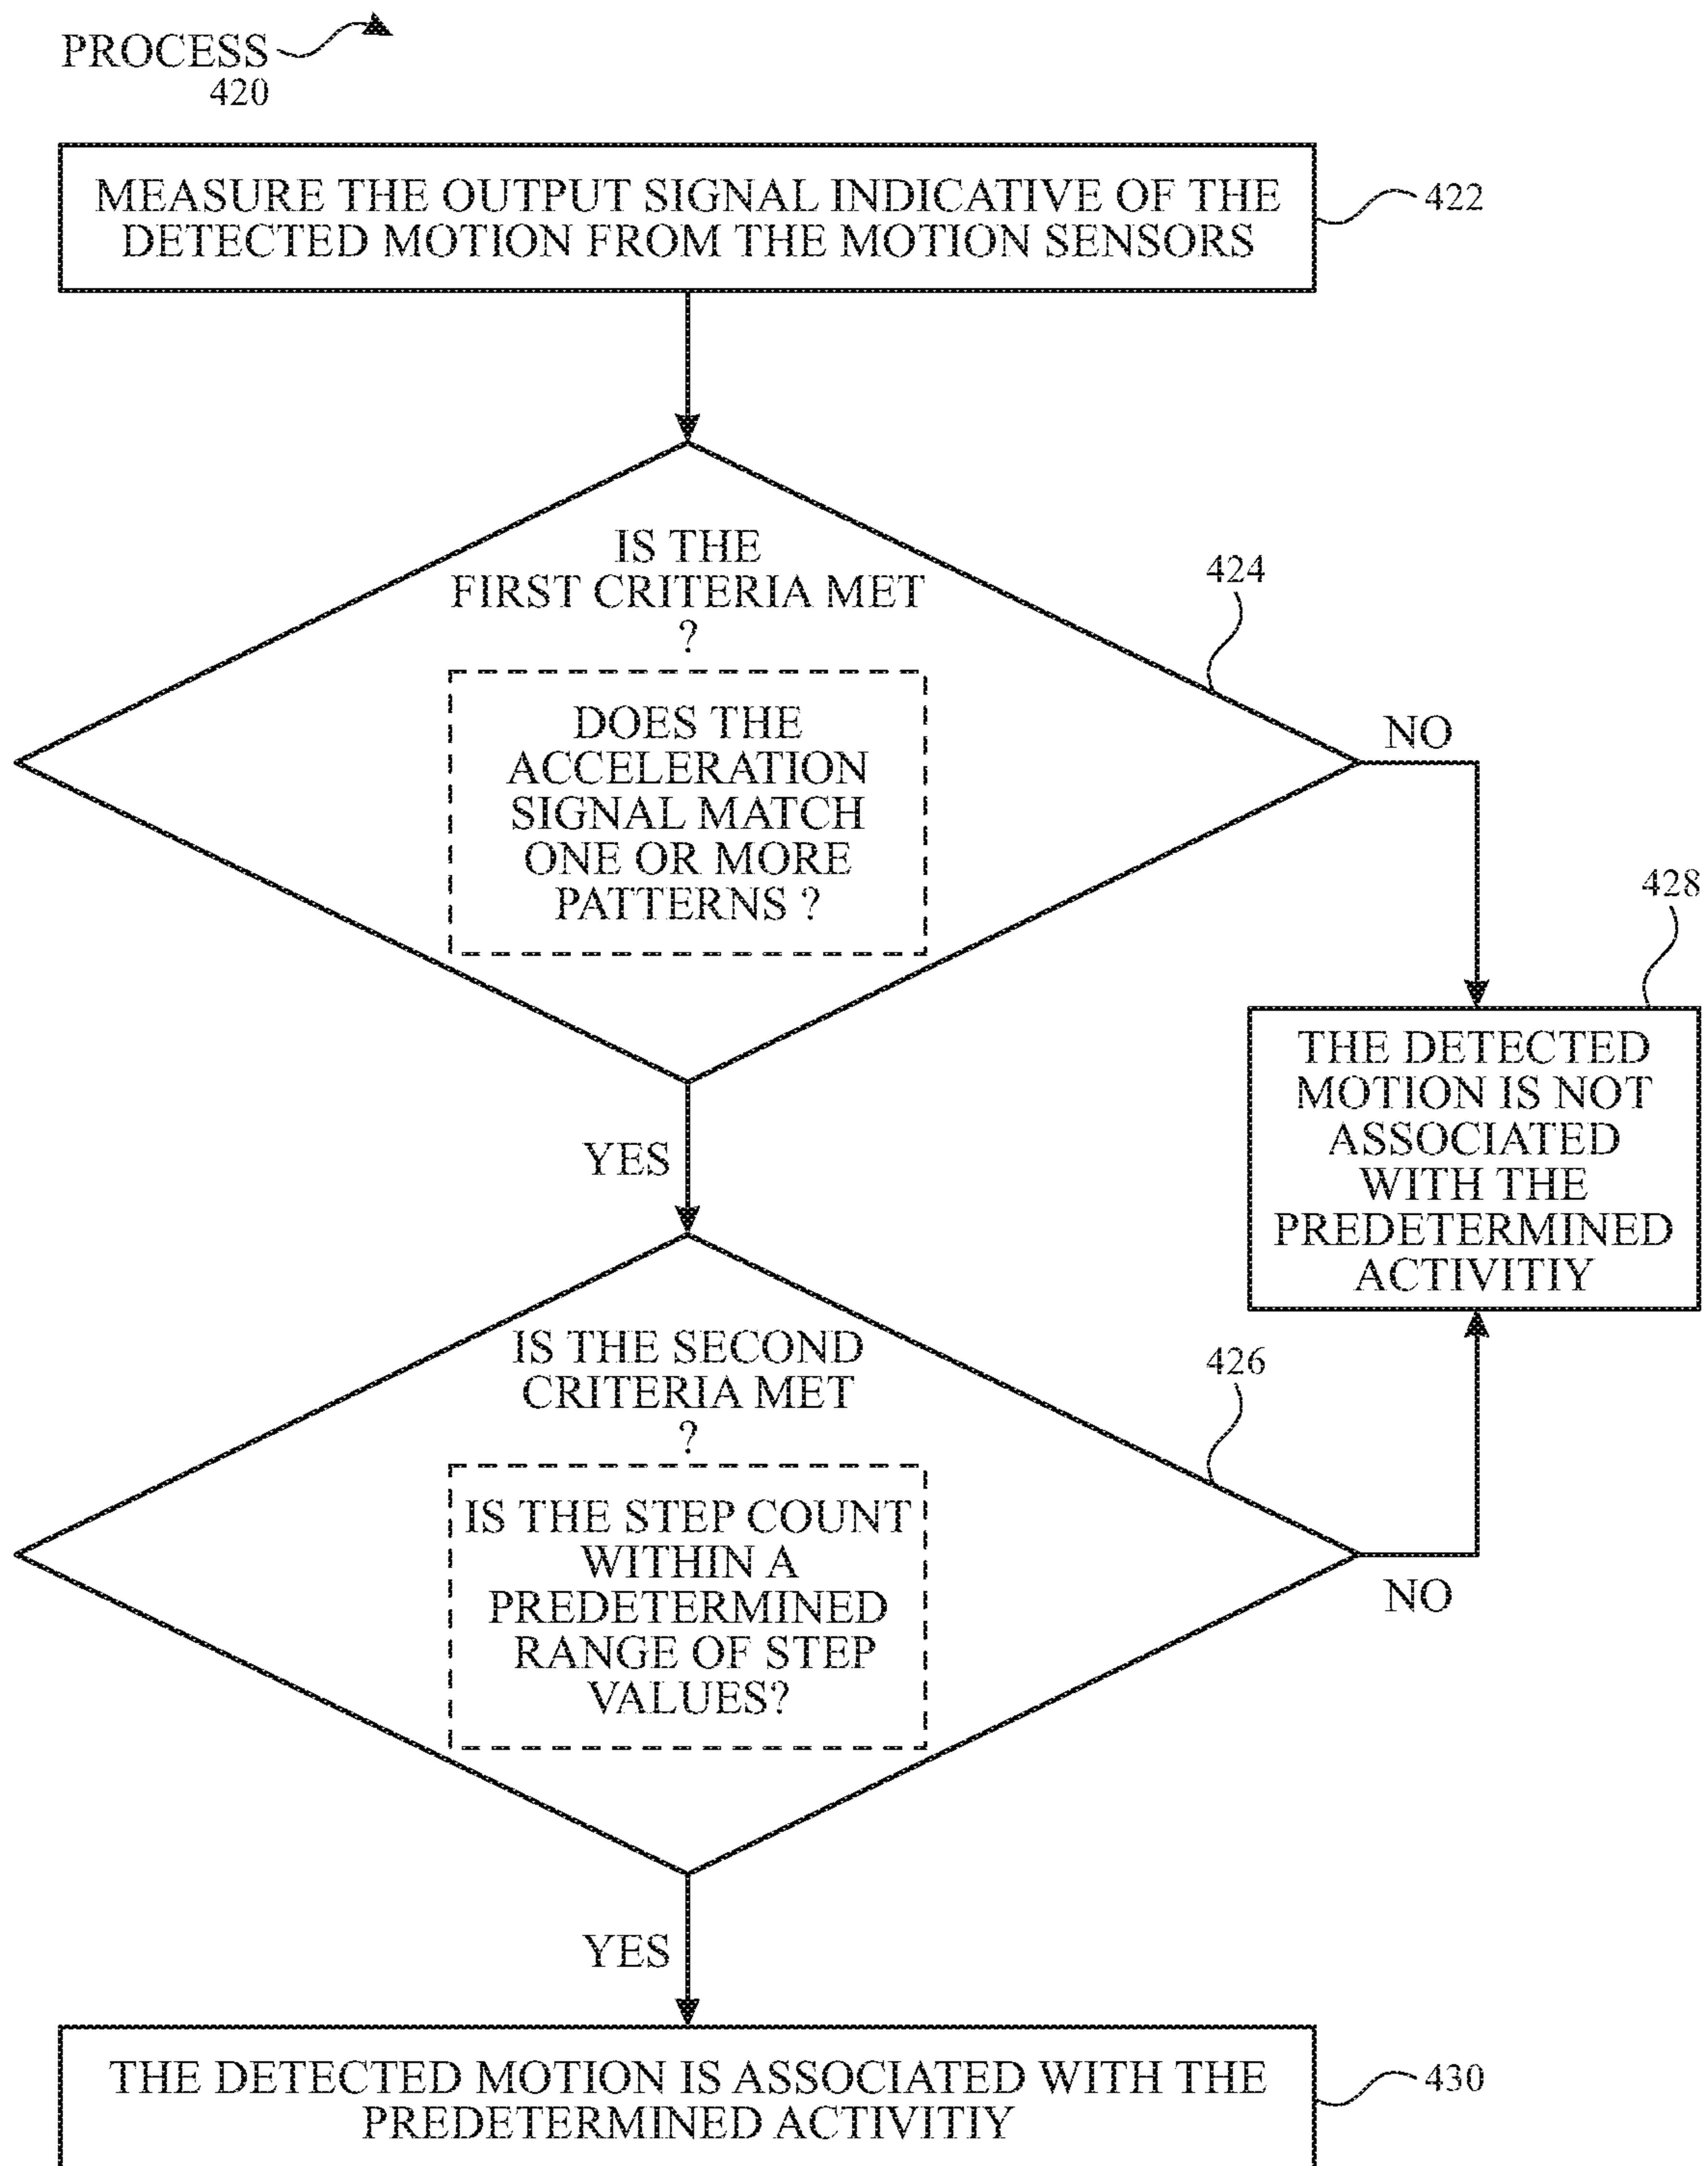 PROCESS
420
MEASURE THE OUTPUT SIGNAL INDICATIVE OF THE
DETECTED MOTION FROM THE MOTION SENSORS
422
IS THE
FIRST CRITERIA MET
?
424
DOES THE
ACCELERATION
SIGNAL MATCH
ONE OR MORE
PATTERNS ?
NO
428
THE DETECTED
MOTION IS NOT
ASSOCIATED
WITH THE
PREDETERMINED
ACTIVITIY
YES
IS THE SECOND
CRITERIA MET
?
426
IS THE STEP COUNT
WITHIN A
PREDETERMINED
RANGE OF STEP
VALUES?
NO
YES
THE DETECTED MOTION IS ASSOCIATED WITH THE
PREDETERMINED ACTIVITIY
430